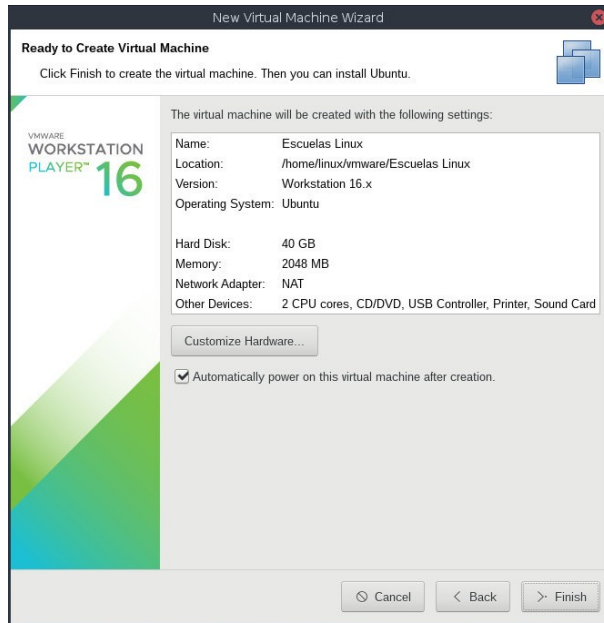 New Virtual Machine Wizard
Ready to Create Virtual Machine
Click Finish to create the virtual machine. Then you can install Ubuntu.
VMWARE
WORKSTATION
PLAYER™ 16
The virtual machine will be created with the following settings:
Name: Escuelas Linux
Location: /home/linux/vmware/Escuelas Linux
Version: Workstation 16.x
Operating System: Ubuntu
Hard Disk: 40 GB
Memory: 2048 MB
Network Adapter: NAT
Other Devices: 2 CPU cores, CD/DVD, USB Controller, Printer, Sound Card
Customize Hardware...
Automatically power on this virtual machine after creation.
Cancel < Back Finish